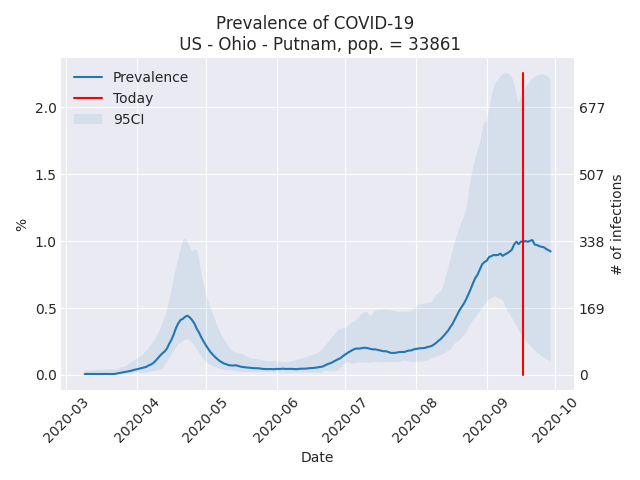 Prevalence of COVID-19
US - Ohio - Putnam, pop. = 33861
Prevalence
Today
95CI
2.0
1.5
1.0
0.5
0.0
%
677
507
338
169
0
# of infections
2020-03
2020-04
2020-05
2020-06
2020-07
2020-08
2020-09
2020-10
Date